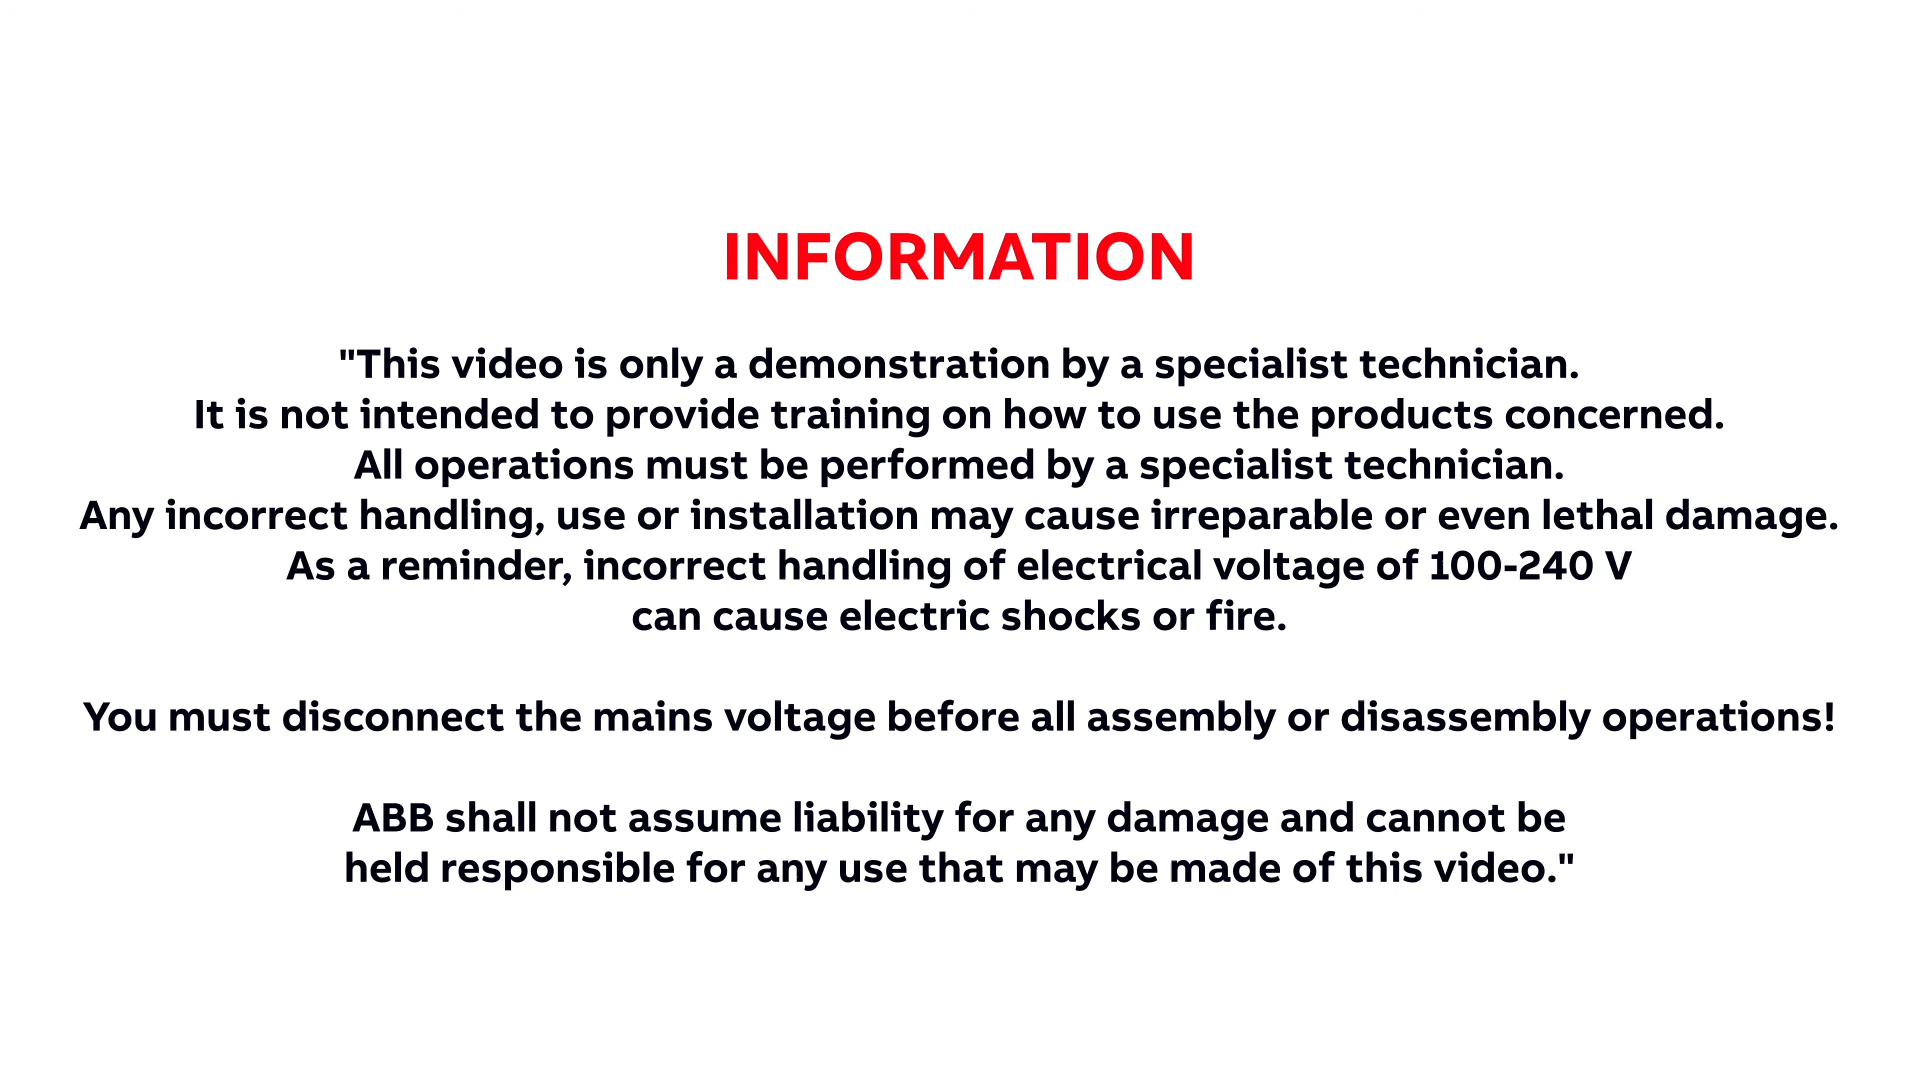 INFORMATION
"This video is only a demonstration by a specialist technician.
It is not intended to provide training on how to use the products concerned.
All operations must be performed by a specialist technician.
Any incorrect handling, use or installation may cause irreparable or even lethal damage.
As a reminder, incorrect handling of electrical voltage of 100-240 V
can cause electric shocks or fire.
You must disconnect the mains voltage before all assembly or disassembly operations!
ABB shall not assume liability for any damage and cannot be
held responsible for any use that may be made of this video."